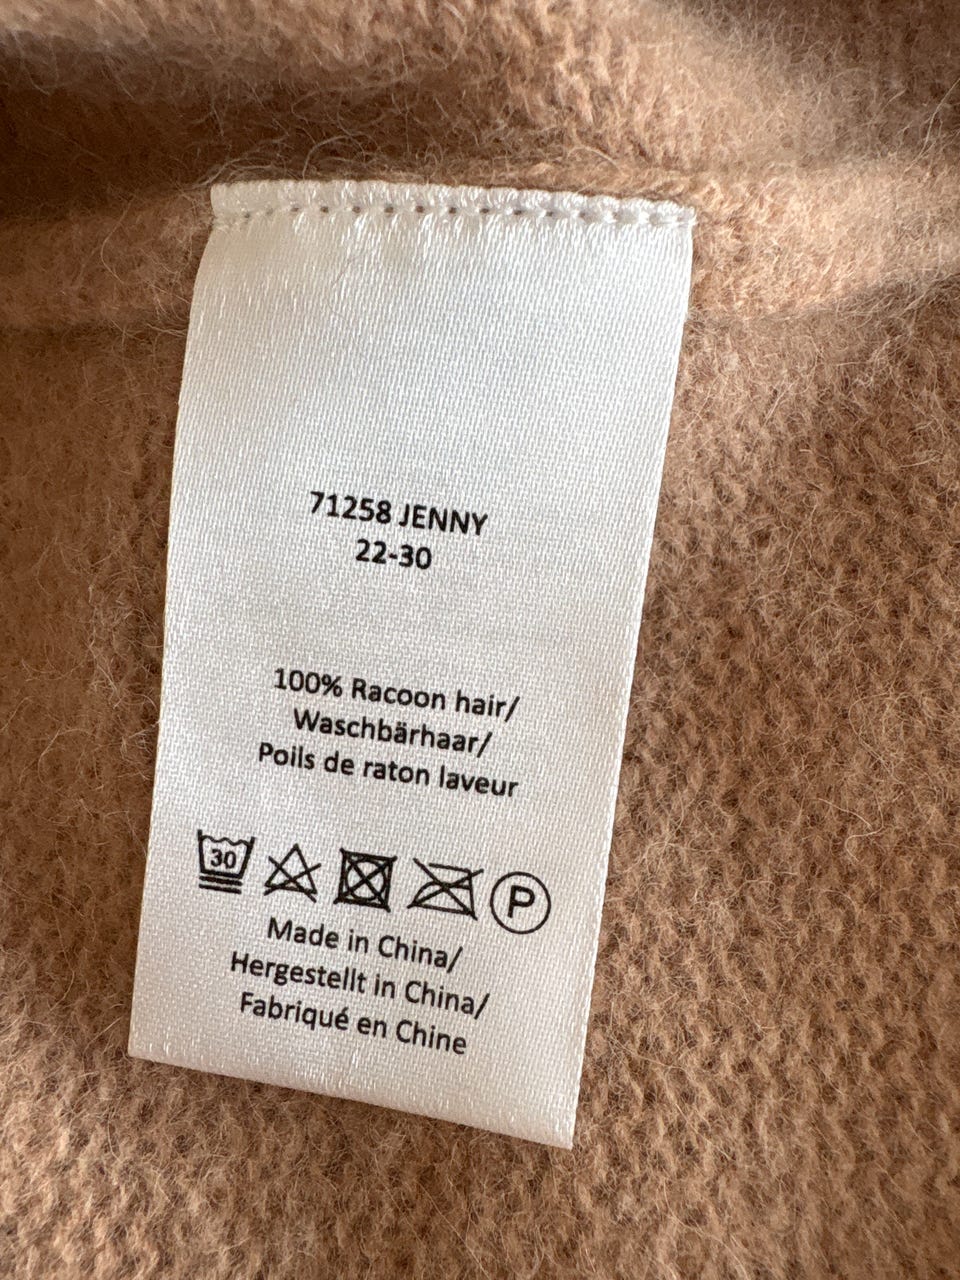 71258 JENNY
22-30
100% Racoon hair/
Waschbärhaar/
Poils de raton laveur
30
P
Made in China/
Hergestellt in China/
Fabriqué en Chine